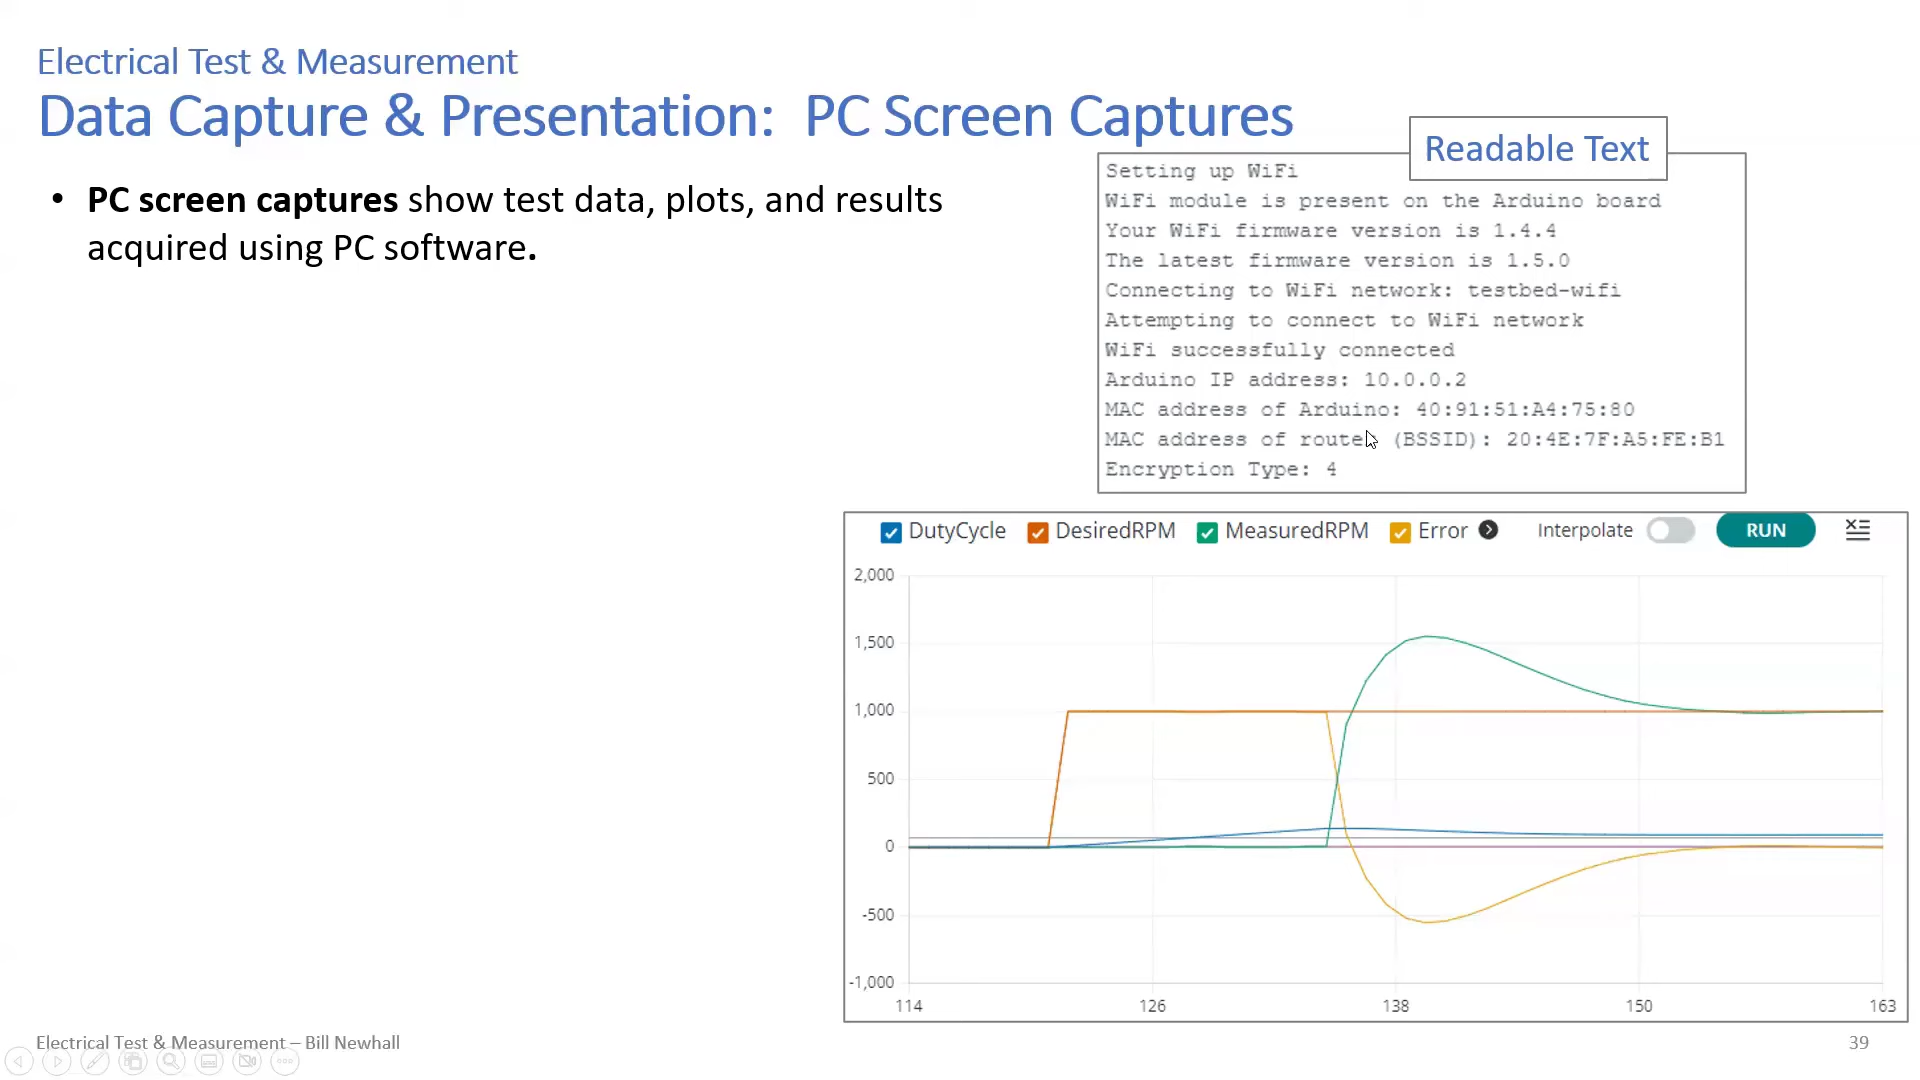 Electrical Test & Measurement
Data Capture & Presentation:  PC Screen Captures
• PC screen captures show test data, plots, and results
acquired using PC software.
Readable Text
Setting up WiFi
WiFi module is present on the Arduino board
Your WiFi firmware version is 1.4.4
The latest firmware version is 1.5.0
Connecting to WiFi network: testbed-wifi
Attempting to connect to WiFi network
WiFi successfully connected
Arduino IP address: 10.0.0.2
MAC address of Arduino: 40:91:51:A4:75:80
MAC address of router (BSSID): 20:4E:7F:A5:FE:B1
Encryption Type: 4
DutyCycle DesiredRPM MeasuredRPM Error Interpolate RUN
2,000
1,500
1,000
500
0
-500
-1,000
114 126 138 150 163
Electrical Test & Measurement – Bill Newhall
39